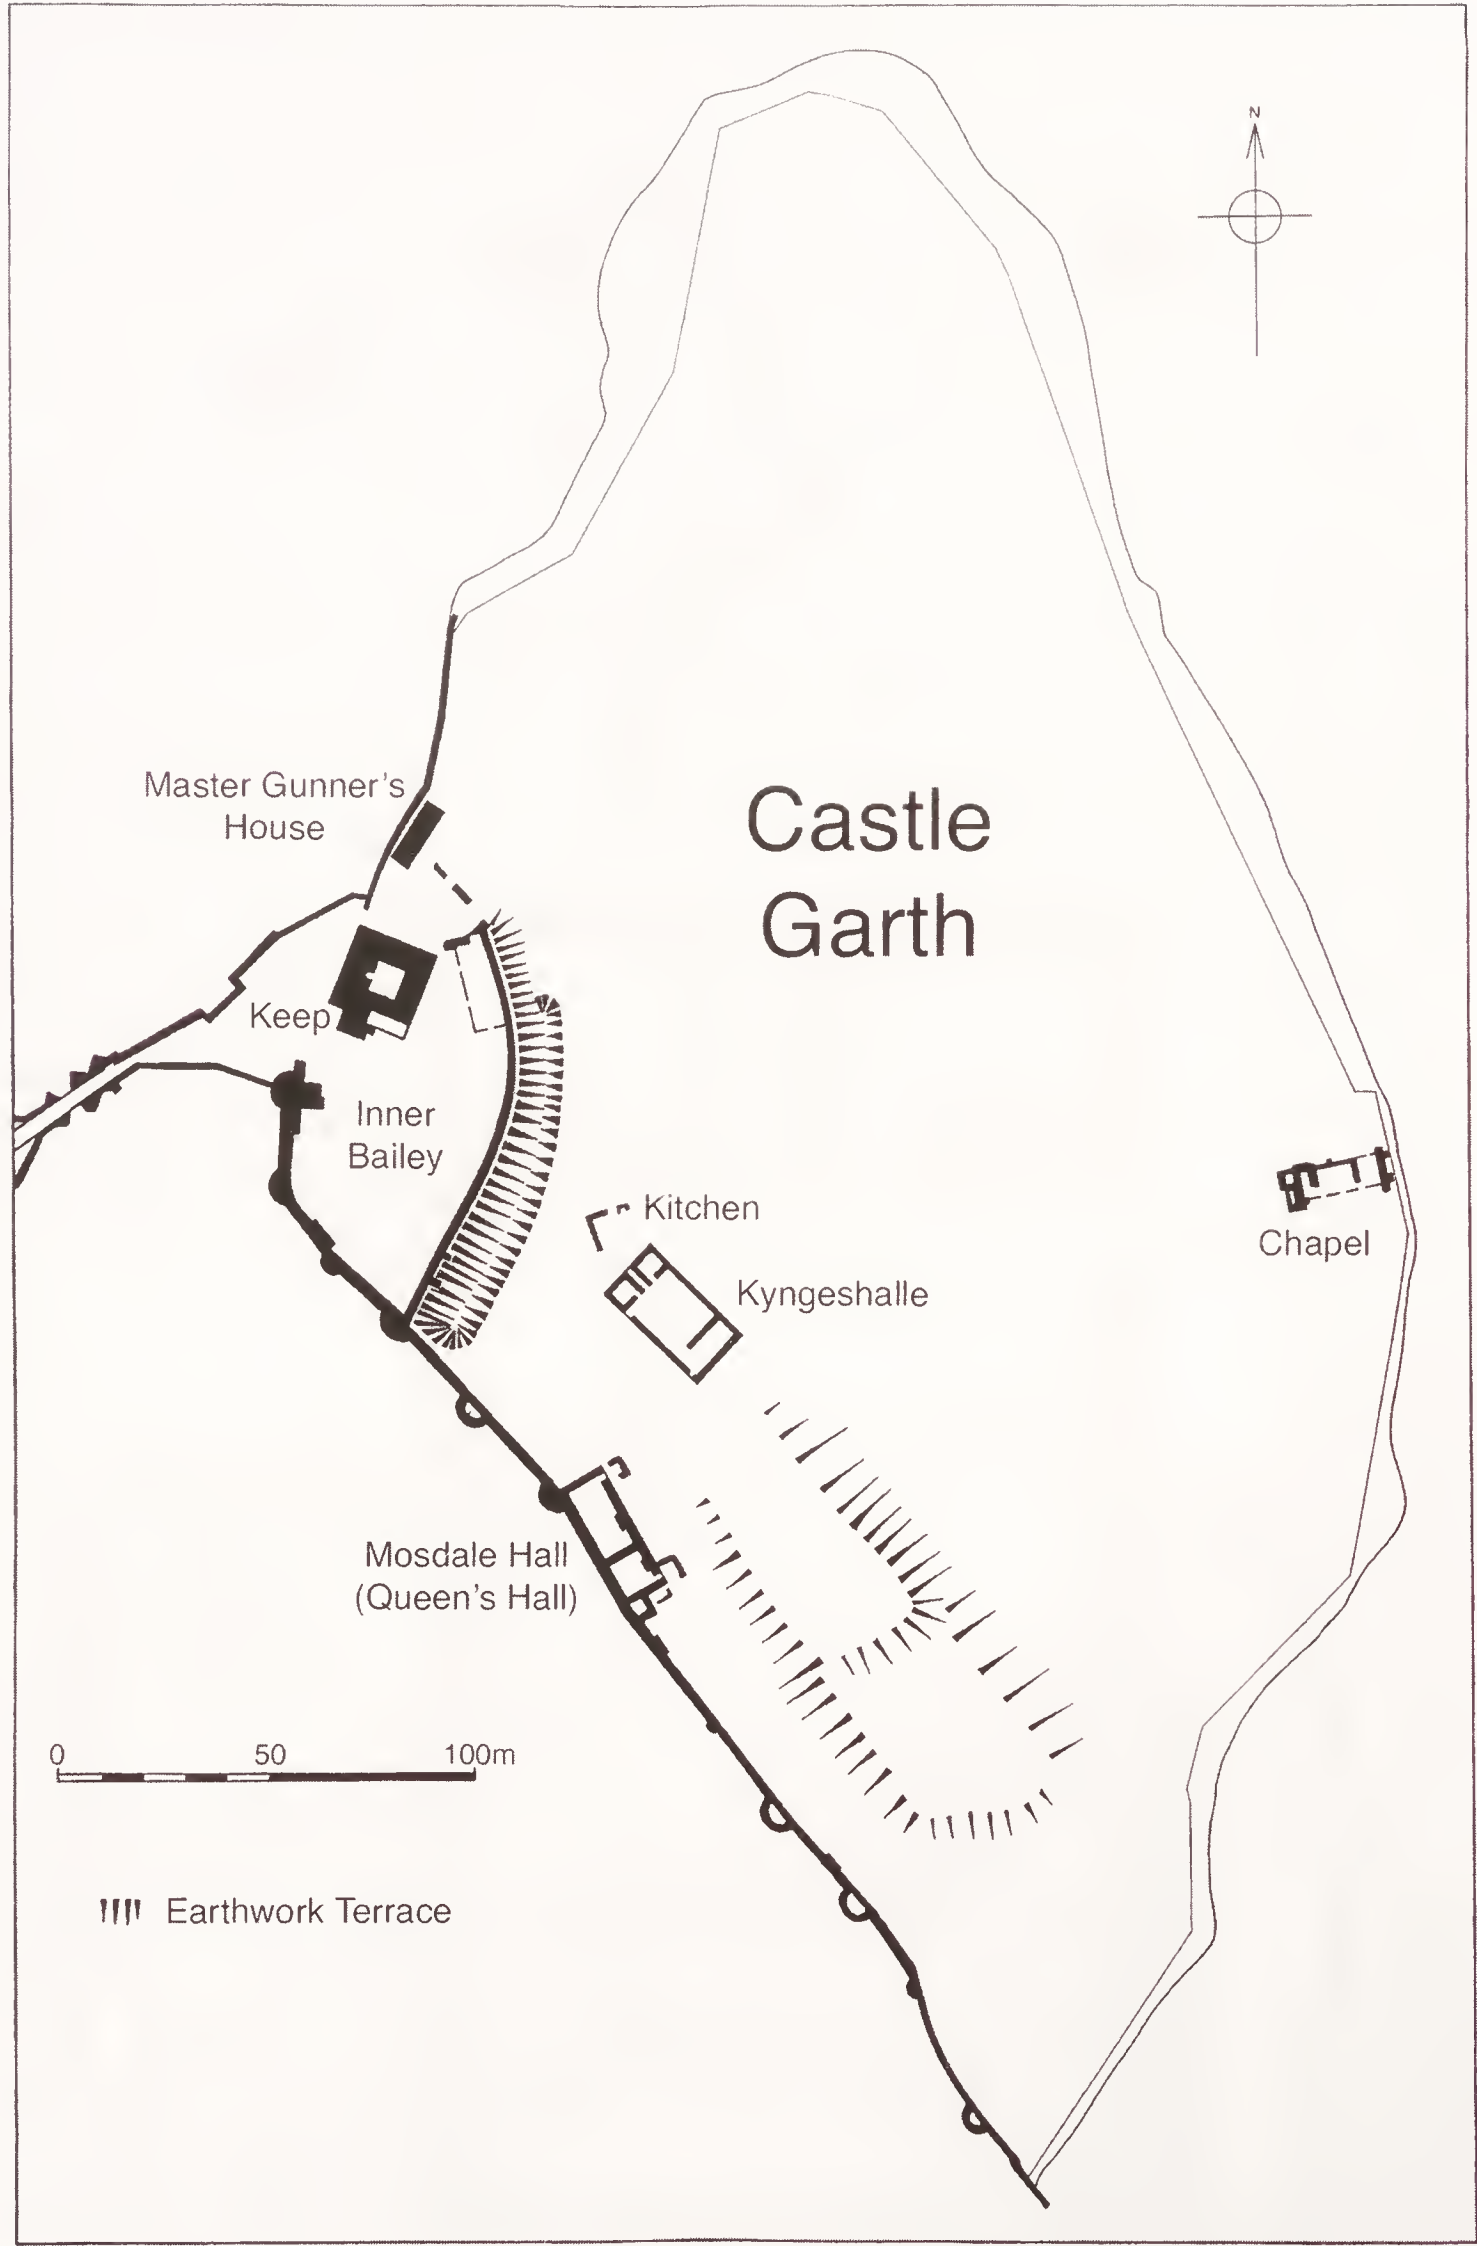 N
Master Gunner's
House
Castle
Garth
Keep
Inner
Bailey
Kitchen
Kyngeshalle
Chapel
Mosdale Hall
(Queen's Hall)
0 50 100m
Earthwork Terrace